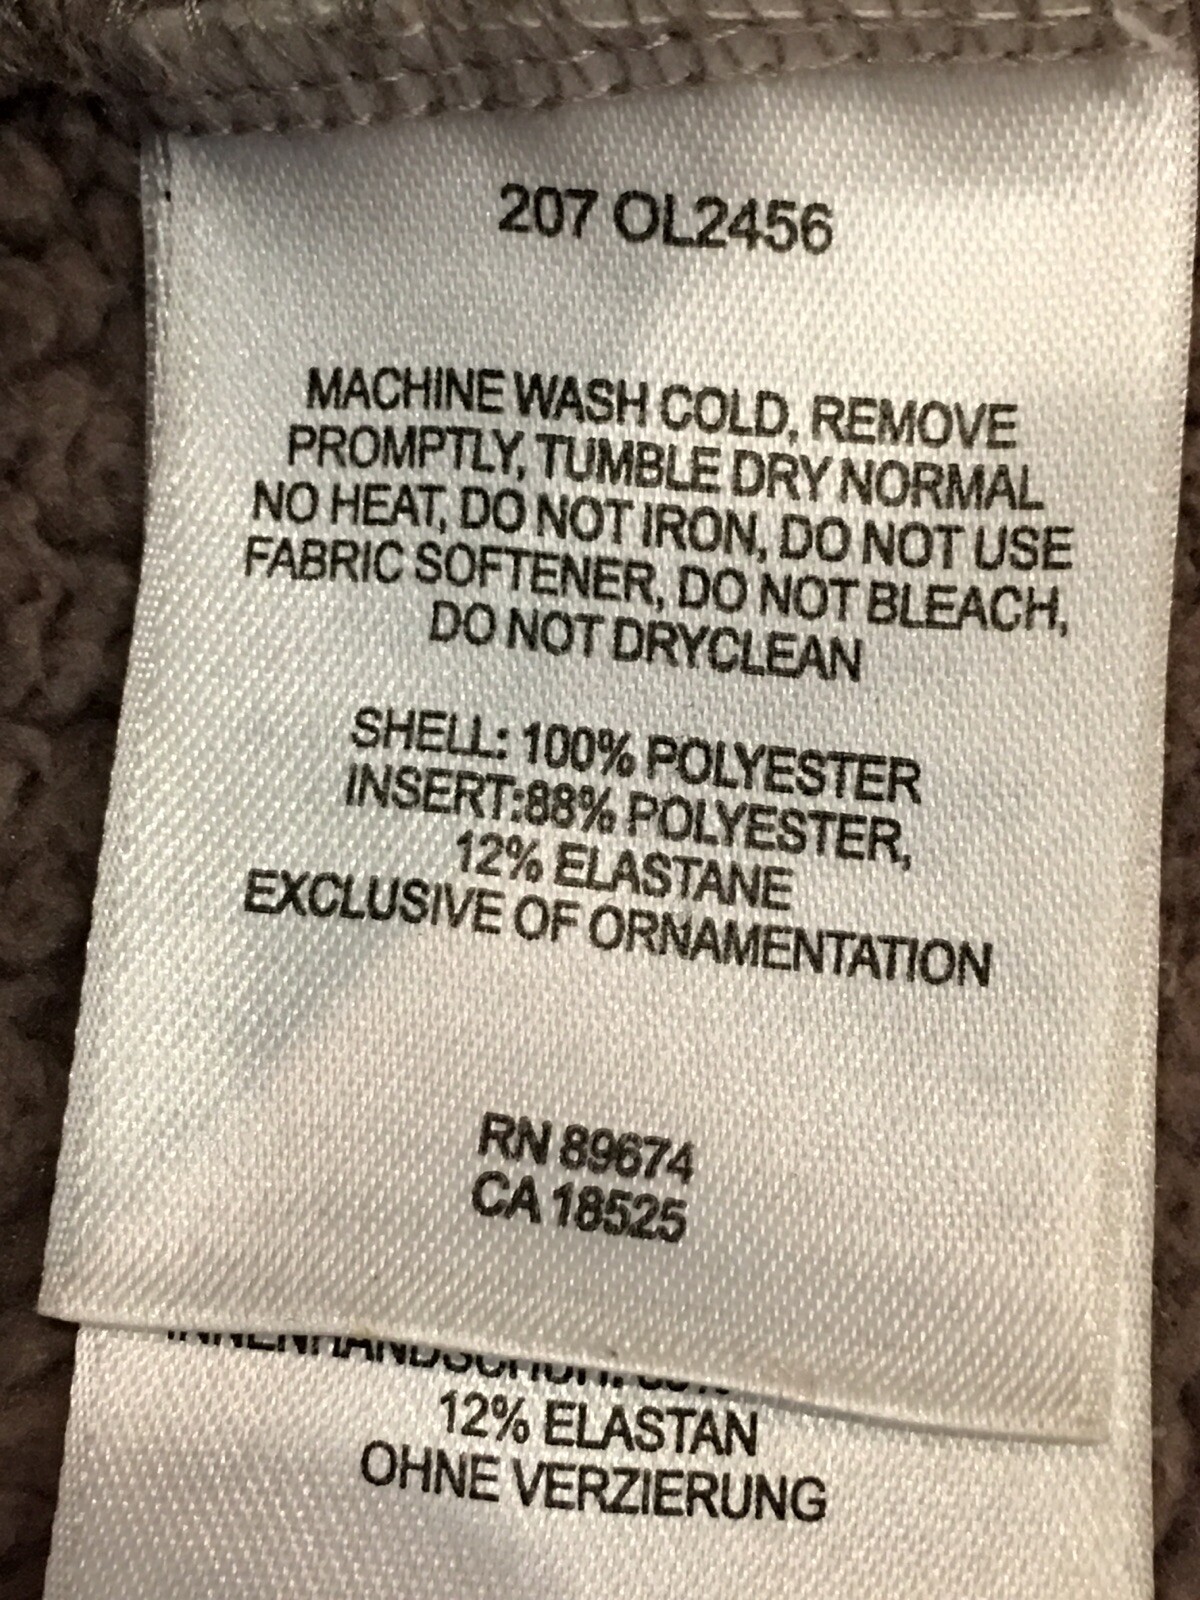 207 OL2456
MACHINE WASH COLD, REMOVE
PROMPTLY, TUMBLE DRY NORMAL
NO HEAT, DO NOT IRON, DO NOT USE
FABRIC SOFTENER, DO NOT BLEACH,
DO NOT DRYCLEAN
SHELL: 100% POLYESTER
INSERT:88% POLYESTER,
12% ELASTANE
EXCLUSIVE OF ORNAMENTATION
RN 89674
CA 18525
INNENHANDSCHUH:
12% ELASTAN
OHNE VERZIERUNG